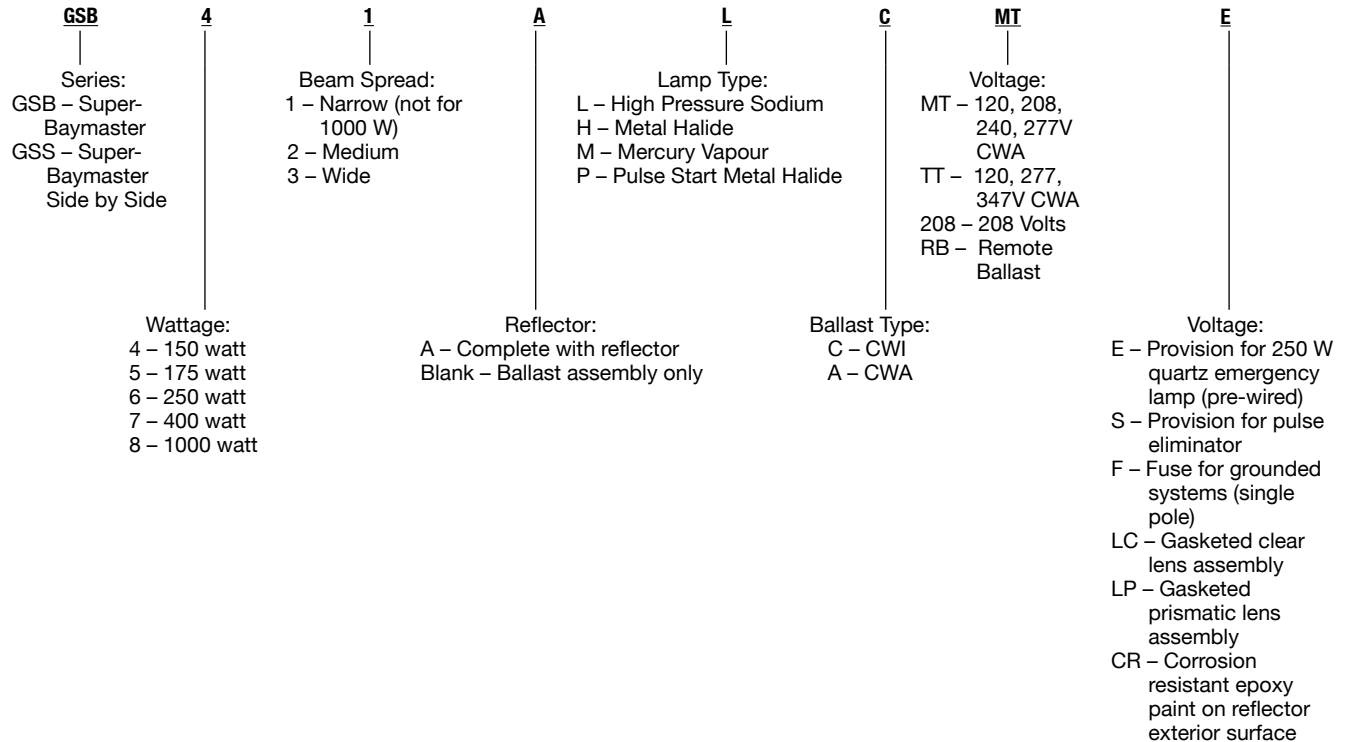 GSB 4 1 A L C MT E
Series:
GSB – Super-
Baymaster
GSS – Super-
Baymaster
Side by Side
Beam Spread:
1 – Narrow (not for
1000 W)
2 – Medium
3 – Wide
Lamp Type:
L – High Pressure Sodium
H – Metal Halide
M – Mercury Vapour
P – Pulse Start Metal Halide
Voltage:
MT – 120, 208,
240, 277V
CWA
TT – 120, 277,
347V CWA
208 – 208 Volts
RB – Remote
Ballast
Wattage:
4 – 150 watt
5 – 175 watt
6 – 250 watt
7 – 400 watt
8 – 1000 watt
Reflector:
A – Complete with reflector
Blank – Ballast assembly only
Ballast Type:
C – CWI
A – CWA
Voltage:
E – Provision for 250 W
quartz emergency
lamp (pre-wired)
S – Provision for pulse
eliminator
F – Fuse for grounded
systems (single
pole)
LC – Gasketed clear
lens assembly
LP – Gasketed
prismatic lens
assembly
CR – Corrosion
resistant epoxy
paint on reflector
exterior surface